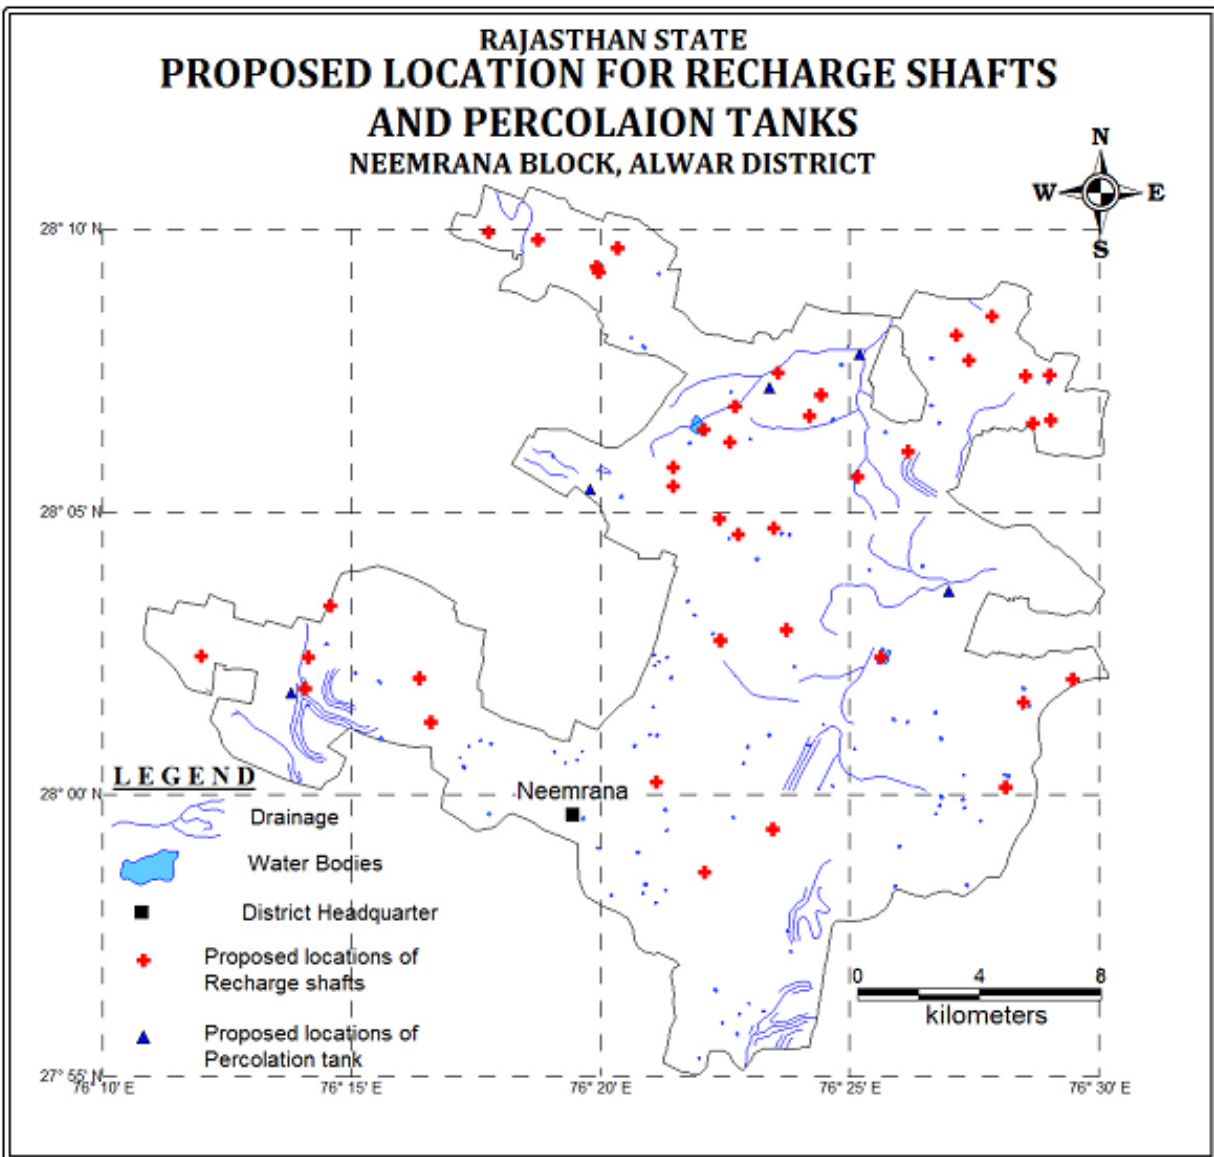 RAJASTHAN STATE
PROPOSED LOCATION FOR RECHARGE SHAFTS
AND PERCOLAION TANKS
NEEMRANA BLOCK, ALWAR DISTRICT
N
W E
S
28° 10' N
28° 05' N
28° 00' N
Neemrana
L E G E N D
Drainage
Water Bodies
District Headquarter
Proposed locations of
Recharge shafts
Proposed locations of
Percolation tank
0 4 8
kilometers
27° 55' N
76° 10' E 76° 15' E 76° 20' E 76° 25' E 76° 30' E